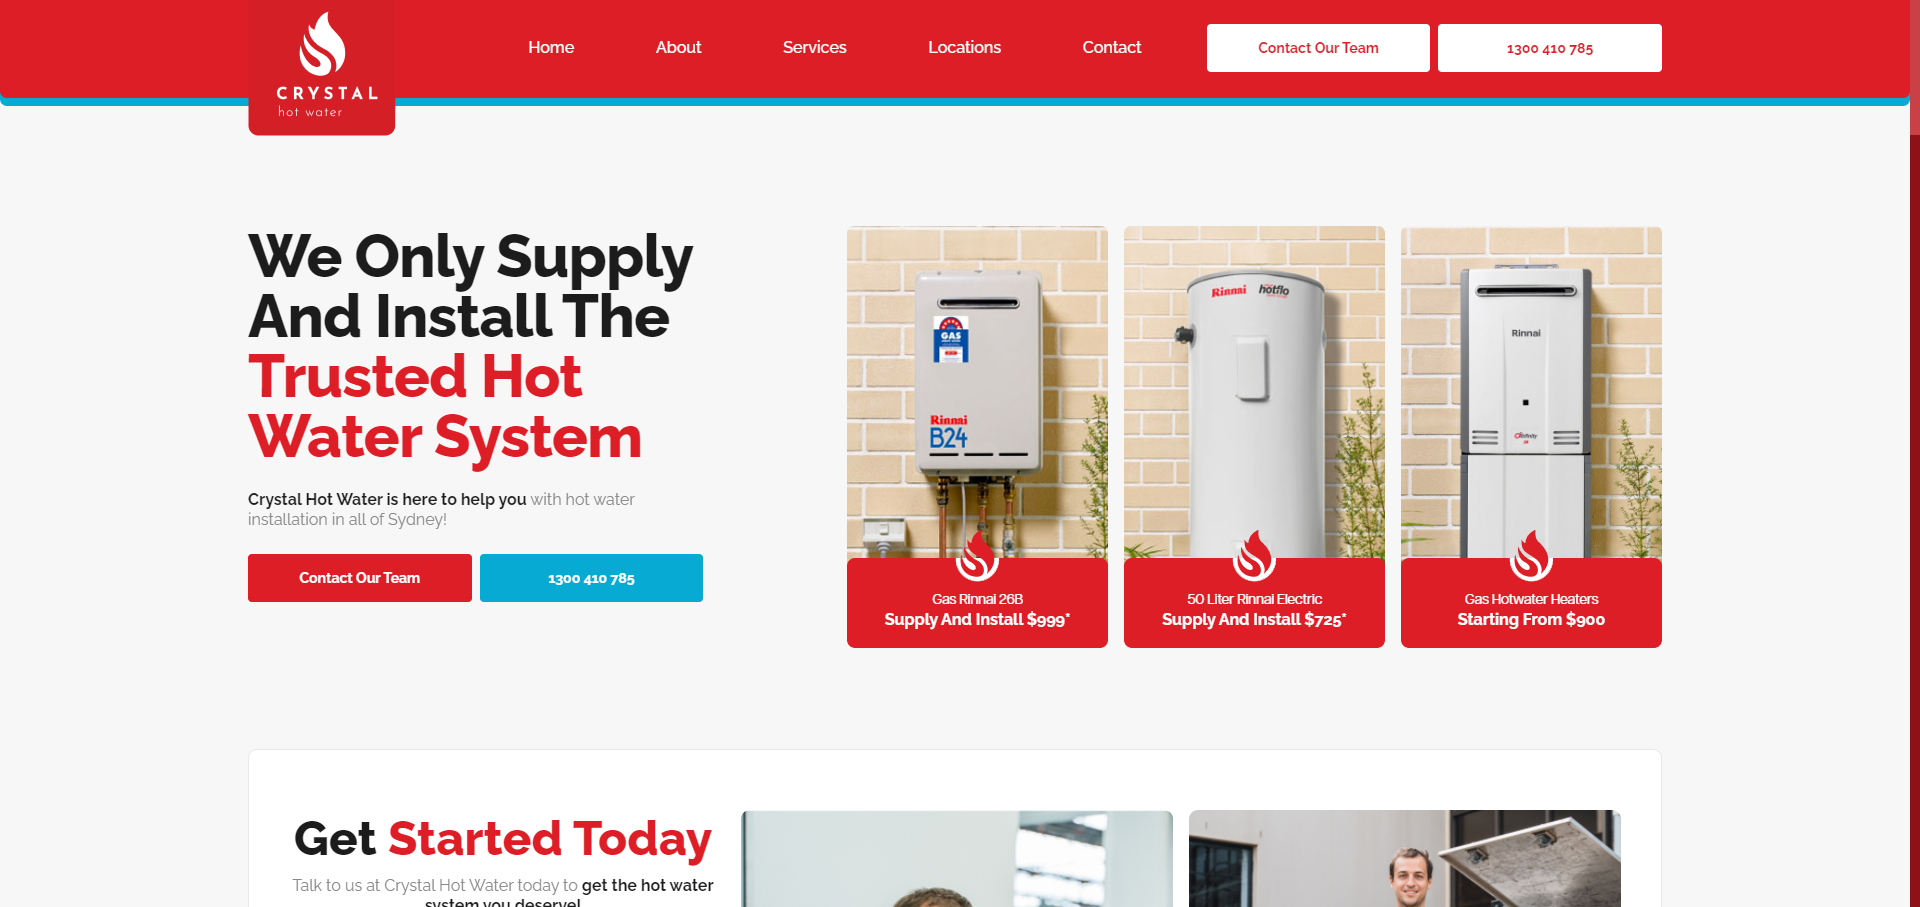 CRYSTAL
hot water
Home
About
Services
Locations
Contact
Contact Our Team
1300 410 785
We Only Supply
And Install The
Trusted Hot
Water System
Crystal Hot Water is here to help you with hot water
installation in all of Sydney!
Contact Our Team
1300 410 785
GAS
Rinnai
B24
Gas Rinnai 26B
Supply And Install $999*
Rinnai hotflo
50 Liter Rinnai Electric
Supply And Install $725*
Rinnai
infinity
Gas Hotwater Heaters
Starting From $900
Get Started Today
Talk to us at Crystal Hot Water today to get the hot water
system you deserve!